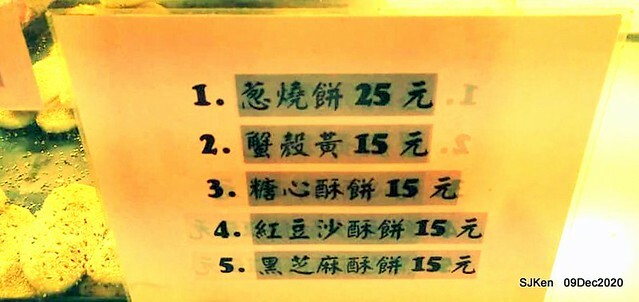 1. 蔥燒餅 25 元
2. 蟹殼黃 15 元
3. 糖心酥餅 15 元
4. 紅豆沙酥餅 15 元
5. 黑芝麻酥餅 15 元
SJKen 09Dec2020